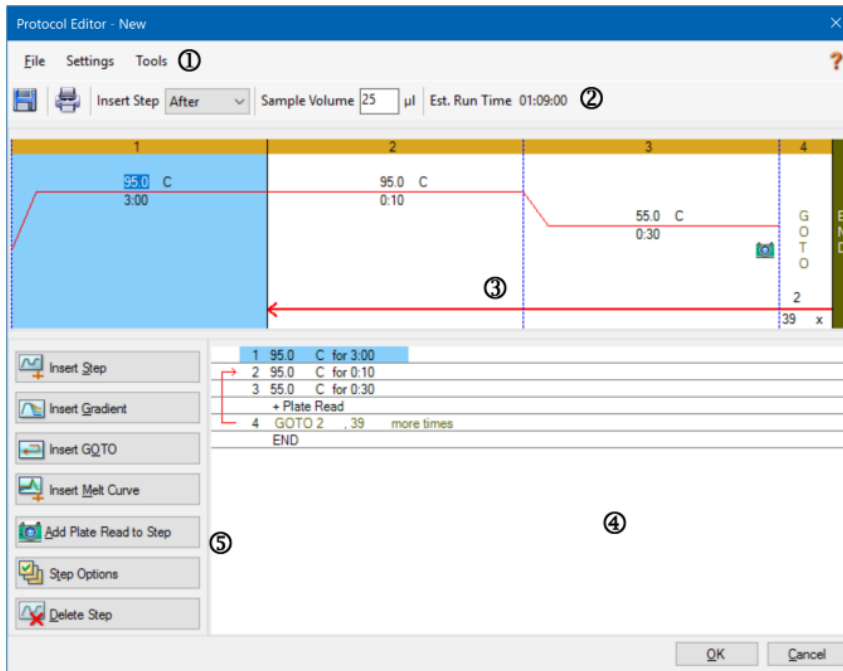 Protocol Editor - New
File Settings Tools ①
Insert Step After Sample Volume 25 µl Est. Run Time 01:09:00 ②
1 2 3 4
95.0 C 95.0 C
3:00 0:10
55.0 C
0:30
GOTO
END
③
2
39 x
Insert Step
Insert Gradient
Insert GOTO
Insert Melt Curve
Add Plate Read to Step
Step Options
Delete Step
⑤
1 95.0 C for 3:00
2 95.0 C for 0:10
3 55.0 C for 0:30
+ Plate Read
4 GOTO 2 , 39 more times
END
④
OK Cancel